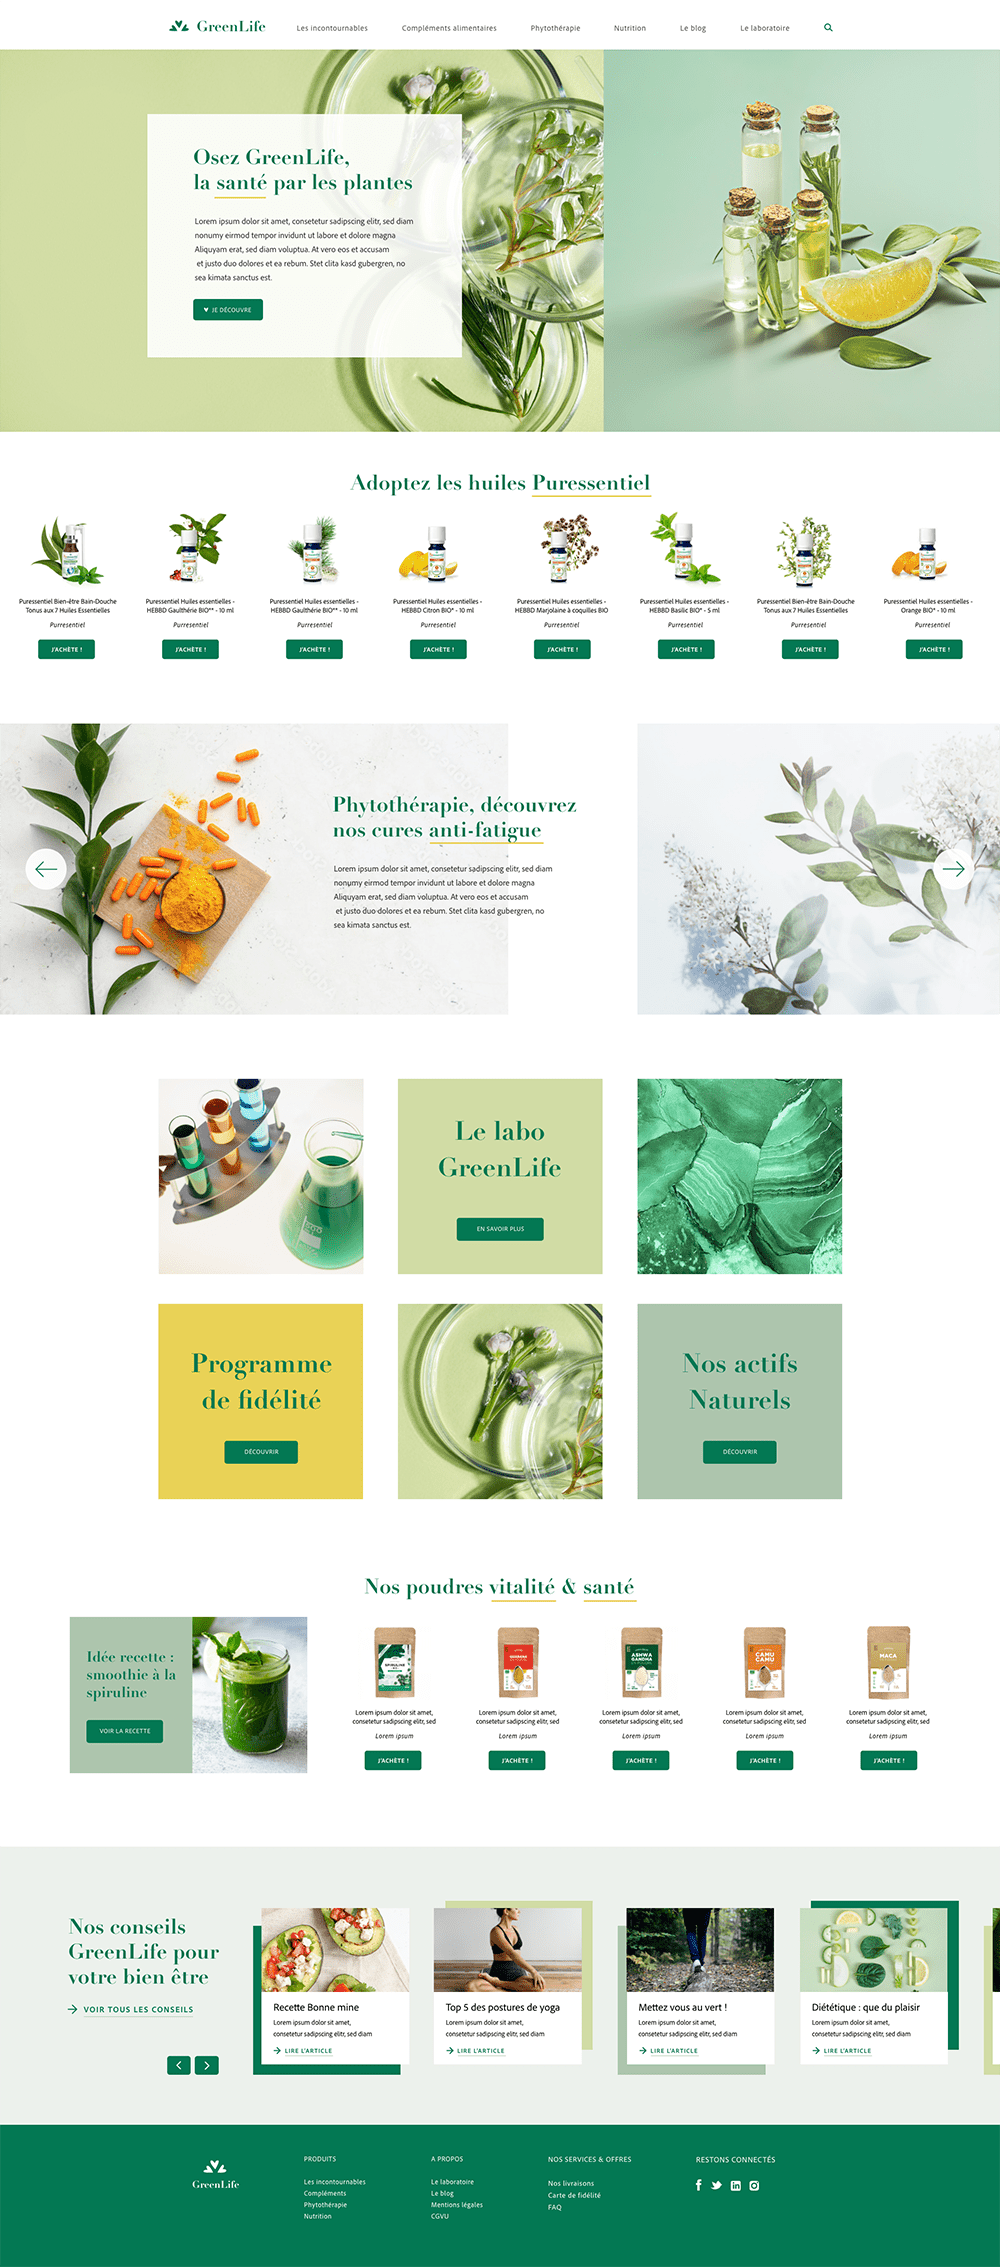 GreenLife
Les incontournables
Compléments alimentaires
Phytothérapie
Nutrition
Le blog
Le laboratoire
Osez GreenLife,
la santé par les plantes
Lorem ipsum dolor sit amet, consetetur sadipscing elitr, sed diam
nonumy eirmod tempor invidunt ut labore et dolore magna
Aliquyam erat, sed diam voluptua. At vero eos et accusam
et justo duo dolores et ea rebum. Stet clita kasd gubergren, no
sea kimata sanctus est.
JE DÉCOUVRE
Adoptez les huiles Puressentiel
Puressentiel Bien-être Bain-Douche
Tonus aux 7 Huiles Essentielles
Purressentiel
J'ACHÈTE !
Puressentiel Huiles essentielles -
HEBBD Gaulthérie BIO** - 10 ml
Purressentiel
J'ACHÈTE !
Puressentiel Huiles essentielles -
HEBBD Gaulthérie BIO** - 10 ml
Purressentiel
J'ACHÈTE !
Puressentiel Huiles essentielles -
HEBBD Citron BIO* - 10 ml
Purressentiel
J'ACHÈTE !
Puressentiel Huiles essentielles -
HEBBD Marjolaine à coquilles BIO
Purressentiel
J'ACHÈTE !
Puressentiel Huiles essentielles -
HEBBD Basilic BIO* - 5 ml
Purressentiel
J'ACHÈTE !
Puressentiel Bien-être Bain-Douche
Tonus aux 7 Huiles Essentielles
Purressentiel
J'ACHÈTE !
Puressentiel Huiles essentielles -
Orange BIO* - 10 ml
Purressentiel
J'ACHÈTE !
Phytothérapie, découvrez
nos cures anti-fatigue
Lorem ipsum dolor sit amet, consetetur sadipscing elitr, sed diam
nonumy eirmod tempor invidunt ut labore et dolore magna
Aliquyam erat, sed diam voluptua. At vero eos et accusam
et justo duo dolores et ea rebum. Stet clita kasd gubergren, no
sea kimata sanctus est.
Le labo
GreenLife
EN SAVOIR PLUS
Programme
de fidélité
DÉCOUVRIR
Nos actifs
Naturels
DÉCOUVRIR
Nos poudres vitalité & santé
Idée recette :
smoothie à la
spiruline
VOIR LA RECETTE
SPIRULINE
Lorem ipsum dolor sit amet,
consetetur sadipscing elitr, sed
Lorem ipsum
J'ACHÈTE !
GUARANA
Lorem ipsum dolor sit amet,
consetetur sadipscing elitr, sed
Lorem ipsum
J'ACHÈTE !
ASHWA
GANDHA
Lorem ipsum dolor sit amet,
consetetur sadipscing elitr, sed
Lorem ipsum
J'ACHÈTE !
CAMU
CAMU
Lorem ipsum dolor sit amet,
consetetur sadipscing elitr, sed
Lorem ipsum
J'ACHÈTE !
MACA
Lorem ipsum dolor sit amet,
consetetur sadipscing elitr, sed
Lorem ipsum
J'ACHÈTE !
Nos conseils
GreenLife pour
votre bien être
VOIR TOUS LES CONSEILS
Recette Bonne mine
Lorem ipsum dolor sit amet,
consetetur sadipscing elitr, sed diam
LIRE L'ARTICLE
Top 5 des postures de yoga
Lorem ipsum dolor sit amet,
consetetur sadipscing elitr, sed diam
LIRE L'ARTICLE
Mettez vous au vert !
Lorem ipsum dolor sit amet,
consetetur sadipscing elitr, sed diam
LIRE L'ARTICLE
Diététique : que du plaisir
Lorem ipsum dolor sit amet,
consetetur sadipscing elitr, sed diam
LIRE L'ARTICLE
GreenLife
PRODUITS
Les incontournables
Compléments
Phytothérapie
Nutrition
A PROPOS
Le laboratoire
Le blog
Mentions légales
CGVU
NOS SERVICES & OFFRES
Nos livraisons
Carte de fidélité
FAQ
RESTONS CONNECTÉS